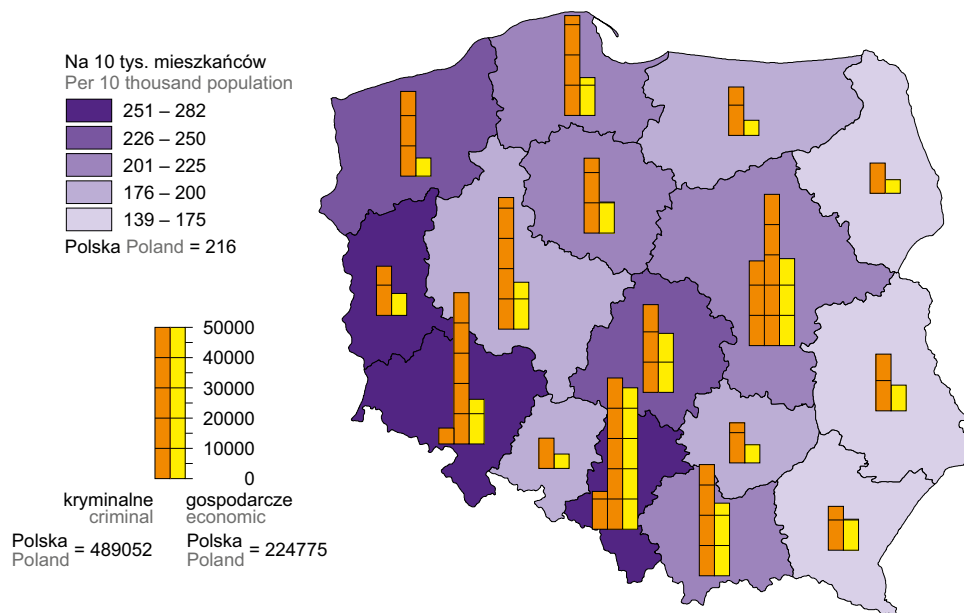 Na 10 tys. mieszkańców
Per 10 thousand population
251 – 282
226 – 250
201 – 225
176 – 200
139 – 175
Polska Poland = 216
50000
40000
30000
20000
10000
0
kryminalne gospodarcze
criminal economic
Polska Poland = 489052 Polska Poland = 224775